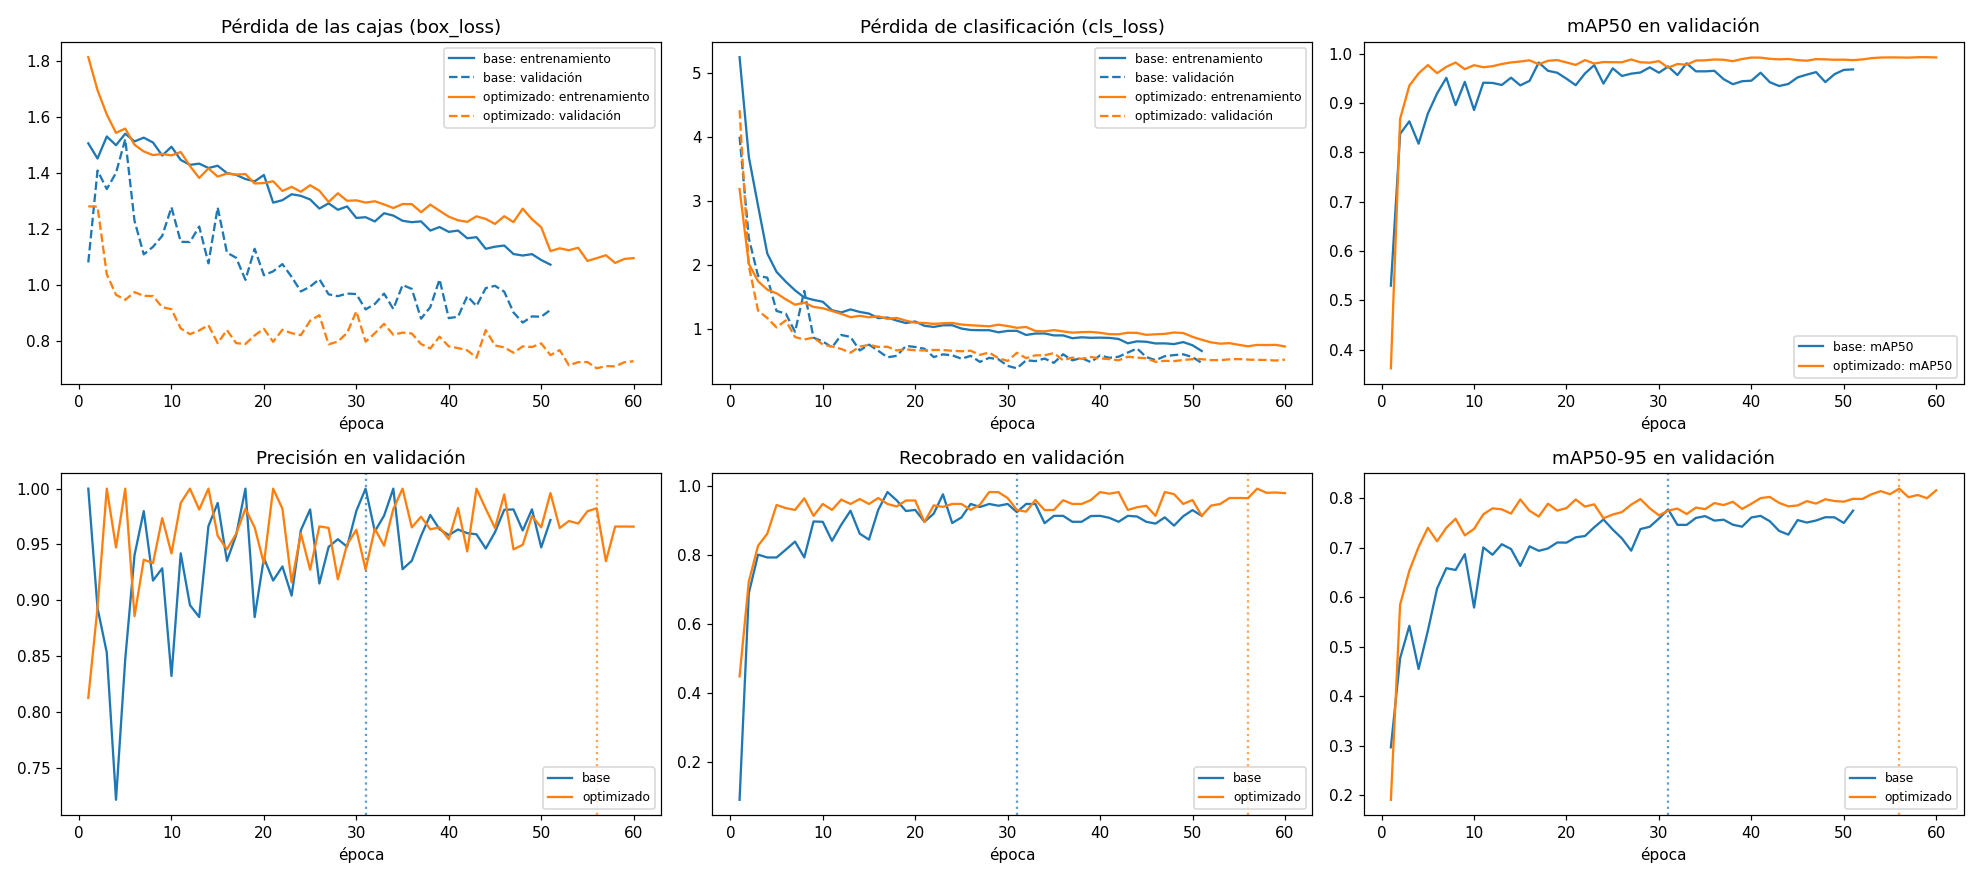 Pérdida de las cajas (box_loss)
1.8
1.6
1.4
1.2
1.0
0.8
base: entrenamiento
base: validación
optimizado: entrenamiento
optimizado: validación
0 10 20 30 40 50 60
época
Pérdida de clasificación (cls_loss)
5
4
3
2
1
base: entrenamiento
base: validación
optimizado: entrenamiento
optimizado: validación
0 10 20 30 40 50 60
época
mAP50 en validación
1.0
0.9
0.8
0.7
0.6
0.5
0.4
base: mAP50
optimizado: mAP50
0 10 20 30 40 50 60
época
Precisión en validación
1.00
0.95
0.90
0.85
0.80
0.75
base
optimizado
0 10 20 30 40 50 60
época
Recobrado en validación
1.0
0.8
0.6
0.4
0.2
base
optimizado
0 10 20 30 40 50 60
época
mAP50-95 en validación
0.8
0.7
0.6
0.5
0.4
0.3
0.2
base
optimizado
0 10 20 30 40 50 60
época